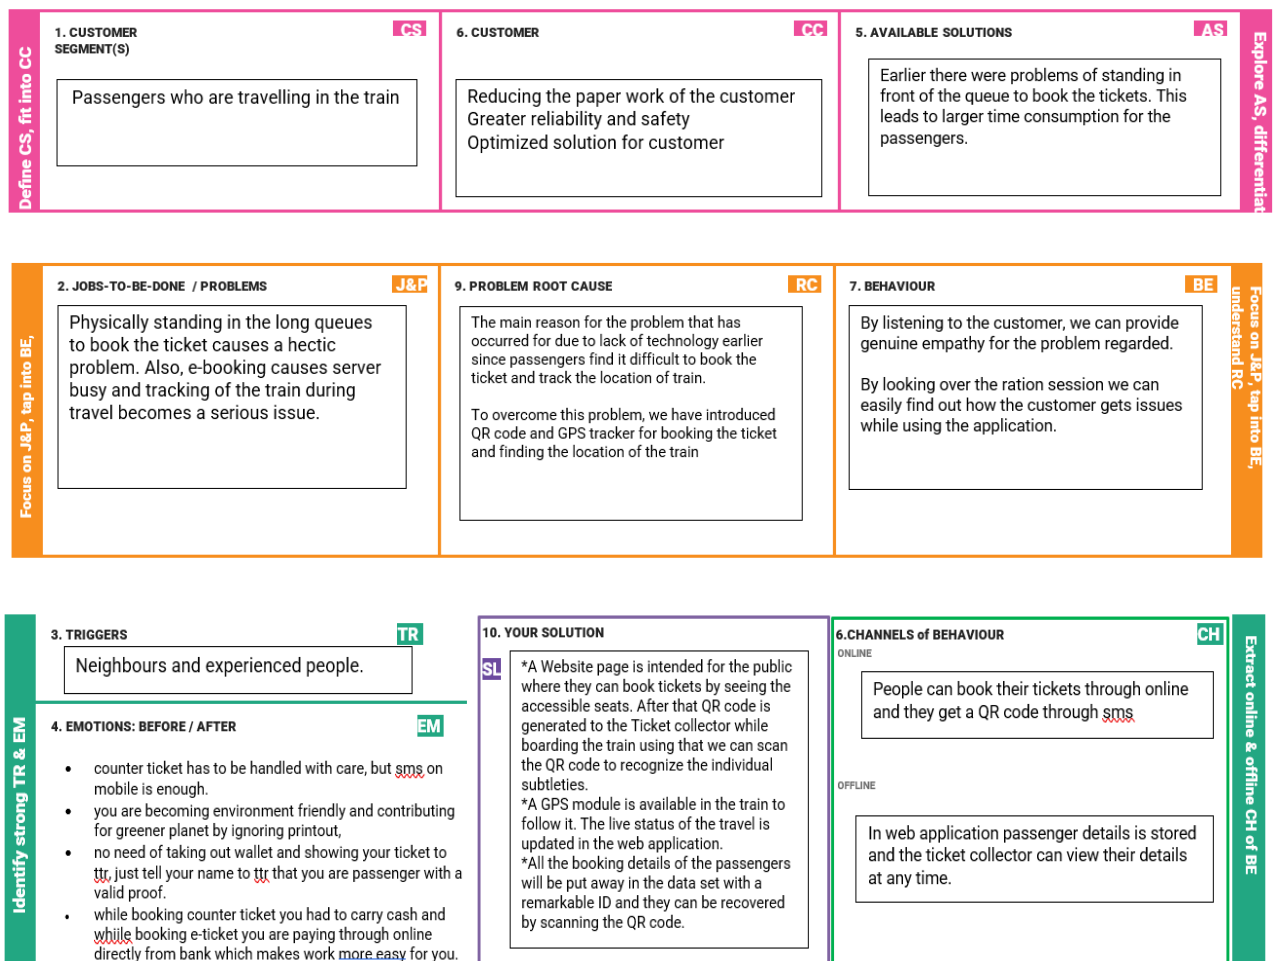 Define CS, fit into CC
1. CUSTOMER
SEGMENT(S)
CS
Passengers who are travelling in the train
6. CUSTOMER
CC
Reducing the paper work of the customer
Greater reliability and safety
Optimized solution for customer
5. AVAILABLE SOLUTIONS
AS
Earlier there were problems of standing in
front of the queue to book the tickets. This
leads to larger time consumption for the
passengers.
Explore AS, differentiat
Focus on J&P, tap into BE,
2. JOBS-TO-BE-DONE / PROBLEMS
J&P
Physically standing in the long queues
to book the ticket causes a hectic
problem. Also, e-booking causes server
busy and tracking of the train during
travel becomes a serious issue.
9. PROBLEM ROOT CAUSE
RC
The main reason for the problem that has
occurred for due to lack of technology earlier
since passengers find it difficult to book the
ticket and track the location of train.
To overcome this problem, we have introduced
QR code and GPS tracker for booking the ticket
and finding the location of the train
7. BEHAVIOUR
BE
By listening to the customer, we can provide
genuine empathy for the problem regarded.
By looking over the ration session we can
easily find out how the customer gets issues
while using the application.
Focus on J&P, tap into BE,
understand RC
Identify strong TR & EM
3. TRIGGERS
TR
Neighbours and experienced people.
4. EMOTIONS: BEFORE / AFTER
EM
• counter ticket has to be handled with care, but sms on
mobile is enough.
• you are becoming environment friendly and contributing
for greener planet by ignoring printout,
• no need of taking out wallet and showing your ticket to
ttr, just tell your name to ttr that you are passenger with a
valid proof.
• while booking counter ticket you had to carry cash and
whiile booking e-ticket you are paying through online
directly from bank which makes work more easy for you.
10. YOUR SOLUTION
SL
*A Website page is intended for the public
where they can book tickets by seeing the
accessible seats. After that QR code is
generated to the Ticket collector while
boarding the train using that we can scan
the QR code to recognize the individual
subtleties.
*A GPS module is available in the train to
follow it. The live status of the travel is
updated in the web application.
*All the booking details of the passengers
will be put away in the data set with a
remarkable ID and they can be recovered
by scanning the QR code.
6.CHANNELS of BEHAVIOUR
CH
ONLINE
People can book their tickets through online
and they get a QR code through sms
OFFLINE
In web application passenger details is stored
and the ticket collector can view their details
at any time.
Extract online & offline CH of BE